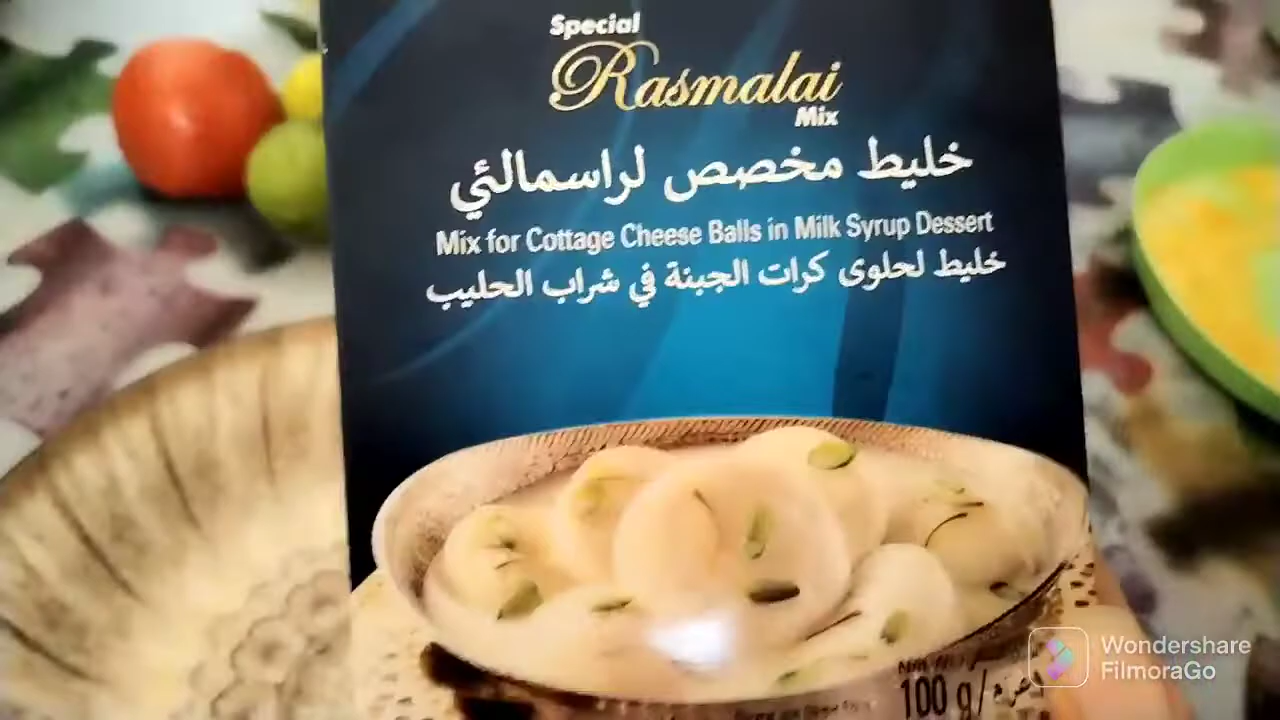 Special
Rasmalai
Mix
خليط مخصص لراسمالئي
Mix for Cottage Cheese Balls in Milk Syrup Dessert
خليط لحلوى كرات الجبنة في شراب الحليب
100 g/
Wondershare
FilmoraGo